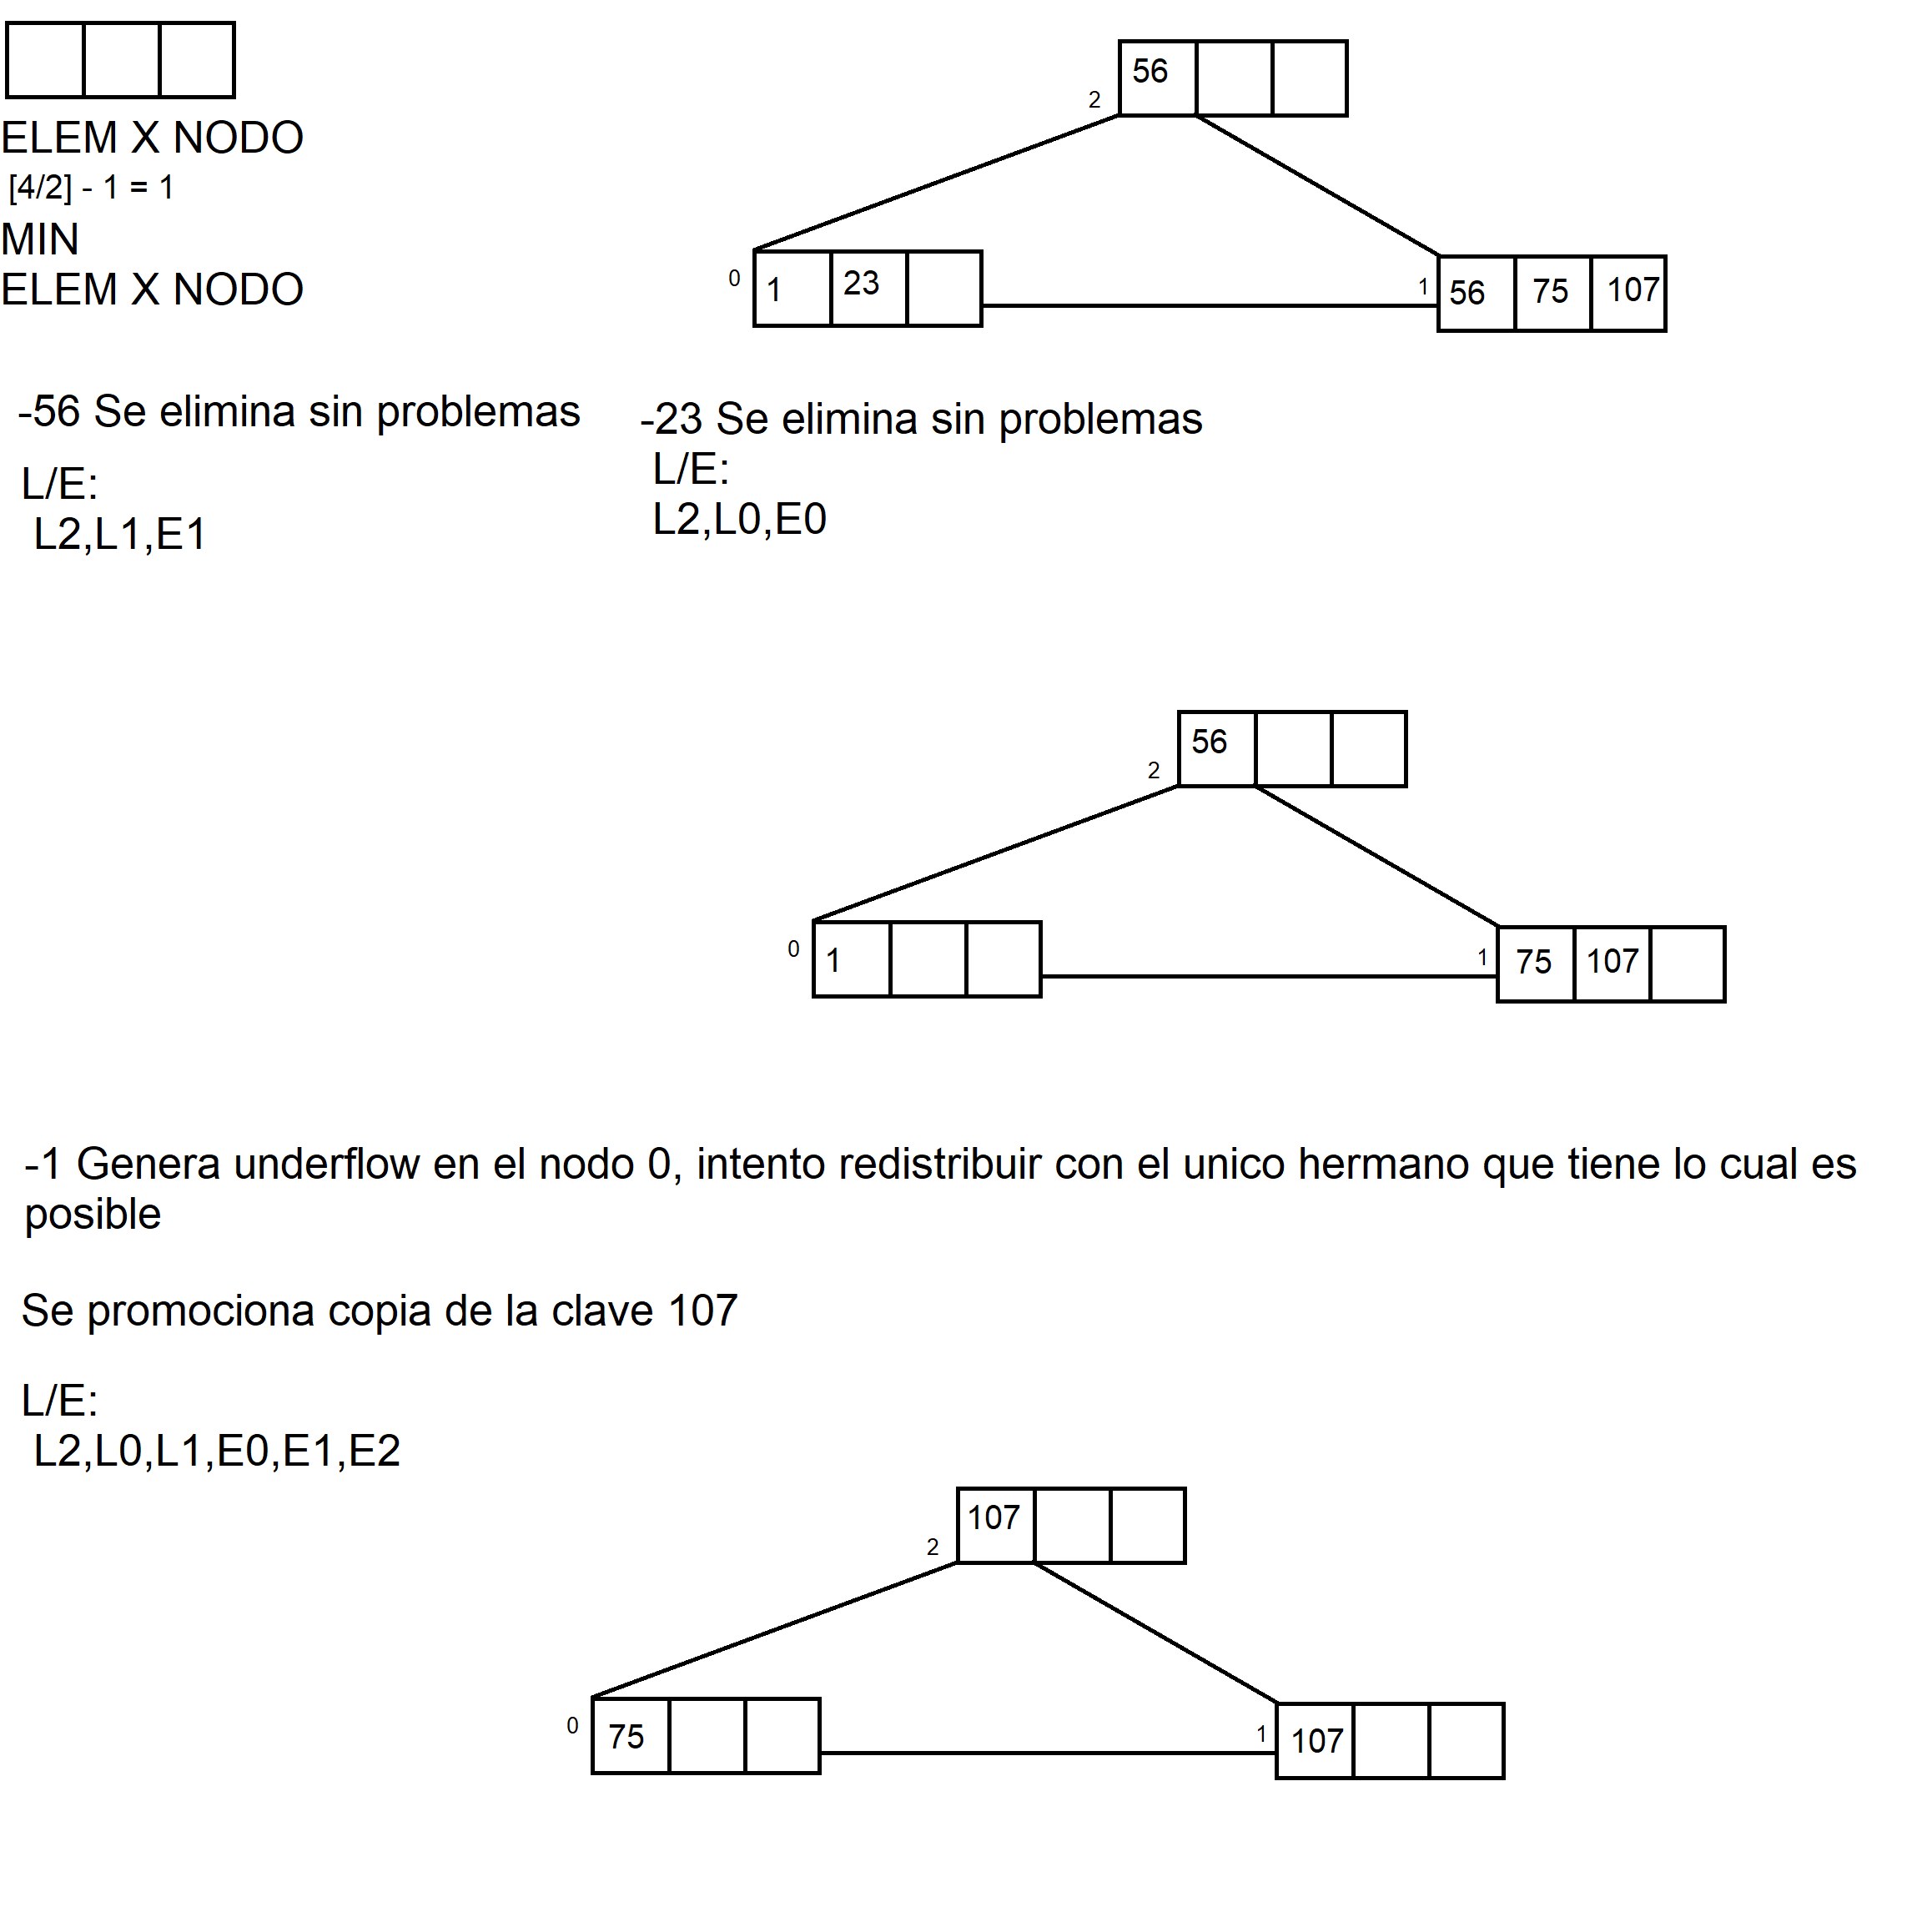 ELEM X NODO
[4/2] - 1 = 1
MIN
ELEM X NODO
56
2
0
1
23
1
56
75
107
-56 Se elimina sin problemas
L/E:
L2,L1,E1
-23 Se elimina sin problemas
L/E:
L2,L0,E0
56
2
0
1
1
75
107
-1 Genera underflow en el nodo 0, intento redistribuir con el unico hermano que tiene lo cual es
posible
Se promociona copia de la clave 107
L/E:
L2,L0,L1,E0,E1,E2
107
2
0
75
1
107